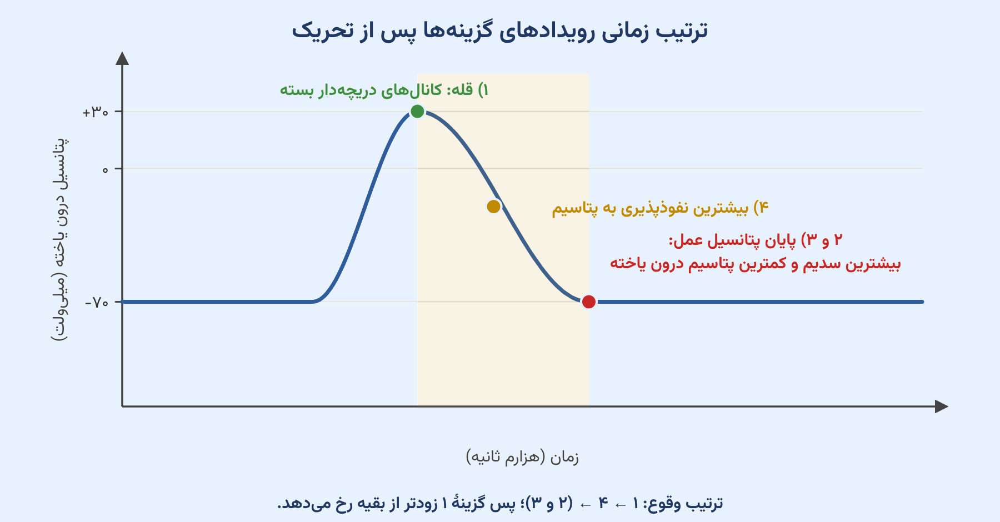 ترتیب زمانی رویدادهای گزینه‌ها پس از تحریک
۱) قله: کانال‌های دریچه‌دار بسته
+۳۰
۰
-۷۰
پتانسیل درون یاخته (میلی‌ولت)
۴) بیشترین نفوذپذیری به پتاسیم
۲ و ۳) پایان پتانسیل عمل:
بیشترین سدیم و کمترین پتاسیم درون یاخته
زمان (هزارم ثانیه)
ترتیب وقوع: ۱ ← ۴ ← (۲ و ۳)؛ پس گزینهٔ ۱ زودتر از بقیه رخ می‌دهد.